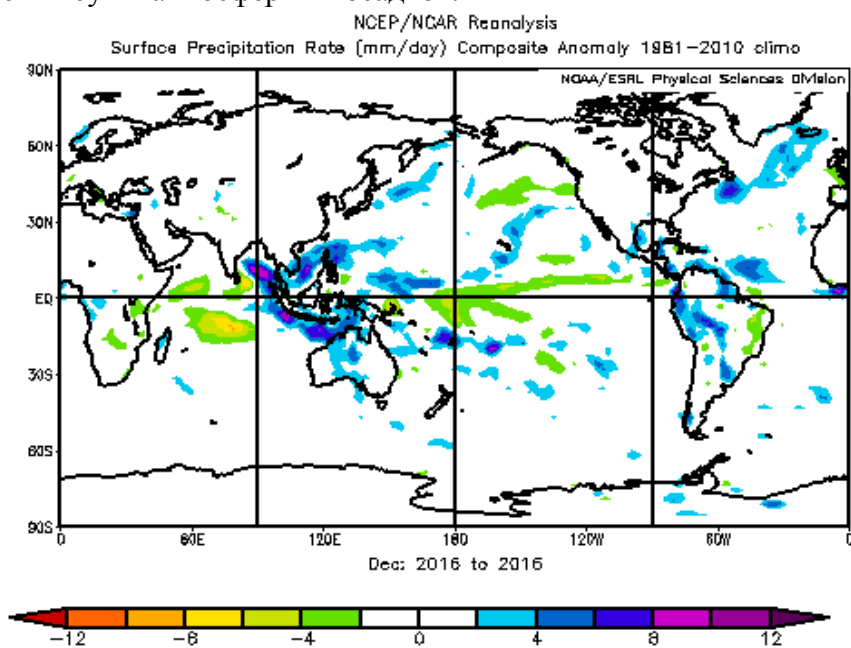 NCEP/NCAR Reanalysis
Surface Precipitation Rate (mm/day) Composite Anomaly 1981-2010 climo
NOAA/ESRL Physical Sciences Division
90N
60N
30N
EQ
30S
60S
90S
0 60E 120E 180 120W 60W 0
Dec: 2016 to 2016
-12 -6 -4 0 4 8 12